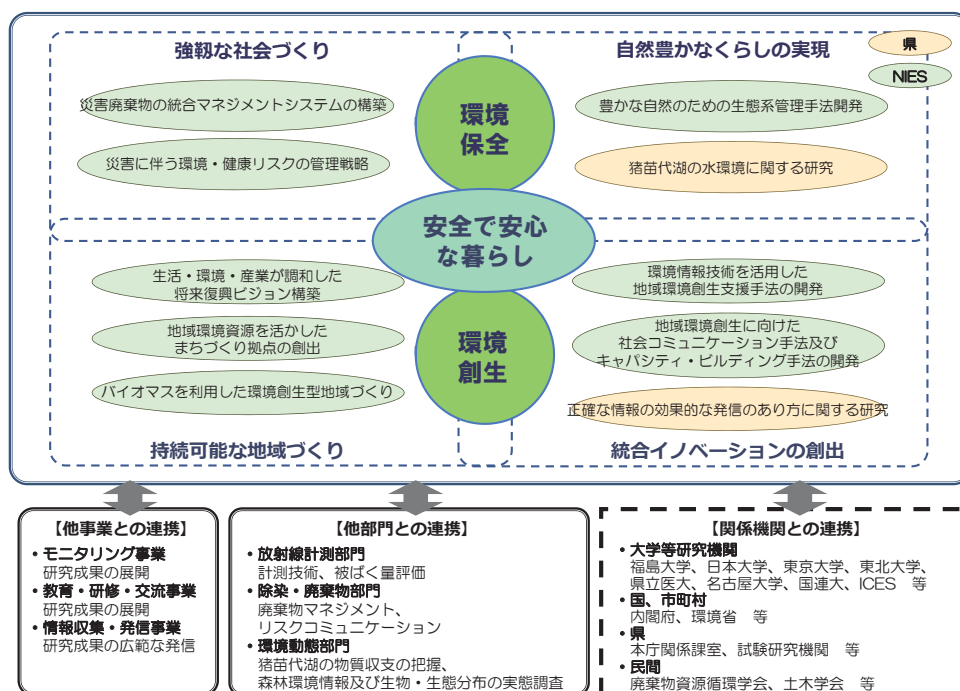 強靱な社会づくり
自然豊かなくらしの実現
県
NIES
災害廃棄物の統合マネジメントシステムの構築
災害に伴う環境・健康リスクの管理戦略
環境
保全
豊かな自然のための生態系管理手法開発
猪苗代湖の水環境に関する研究
安全で安心
な暮らし
生活・環境・産業が調和した
将来復興ビジョン構築
地域環境資源を活かした
まちづくり拠点の創出
バイオマスを利用した環境創生型地域づくり
環境
創生
環境情報技術を活用した
地域環境創生支援手法の開発
地域環境創生に向けた
社会コミュニケーション手法及び
キャパシティ・ビルディング手法の開発
正確な情報の効果的な発信のあり方に関する研究
持続可能な地域づくり
統合イノベーションの創出
【他事業との連携】
・モニタリング事業
研究成果の展開
・教育・研修・交流事業
研究成果の展開
・情報収集・発信事業
研究成果の広範な発信
【他部門との連携】
・放射線計測部門
計測技術、被ばく量評価
・除染・廃棄物部門
廃棄物マネジメント、
リスクコミュニケーション
・環境動態部門
猪苗代湖の物質収支の把握、
森林環境情報及び生物・生態分布の実態調査
【関係機関との連携】
・大学等研究機関
福島大学、日本大学、東京大学、東北大学、
県立医大、名古屋大学、国連大、ICES 等
・国、市町村
内閣府、環境省 等
・県
本庁関係課室、試験研究機関 等
・民間
廃棄物資源循環学会、土木学会 等